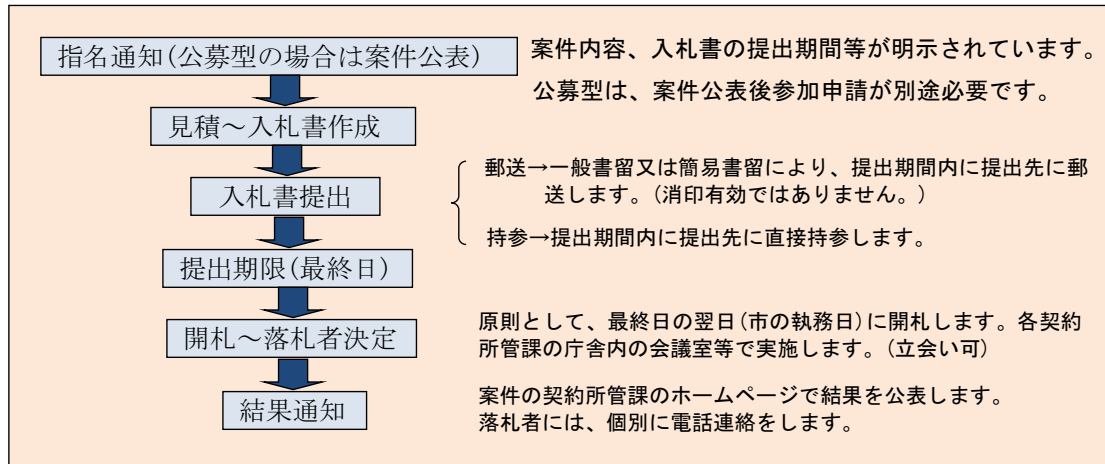 指名通知(公募型の場合は案件公表)
案件内容、入札書の提出期間等が明示されています。
公募型は、案件公表後参加申請が別途必要です。
見積～入札書作成
入札書提出
郵送→一般書留又は簡易書留により、提出期間内に提出先に郵
送します。(消印有効ではありません。)
持参→提出期間内に提出先に直接持参します。
提出期限(最終日)
開札～落札者決定
原則として、最終日の翌日(市の執務日)に開札します。各契約
所管課の庁舎内の会議室等で実施します。(立会い可)
結果通知
案件の契約所管課のホームページで結果を公表します。
落札者には、個別に電話連絡をします。